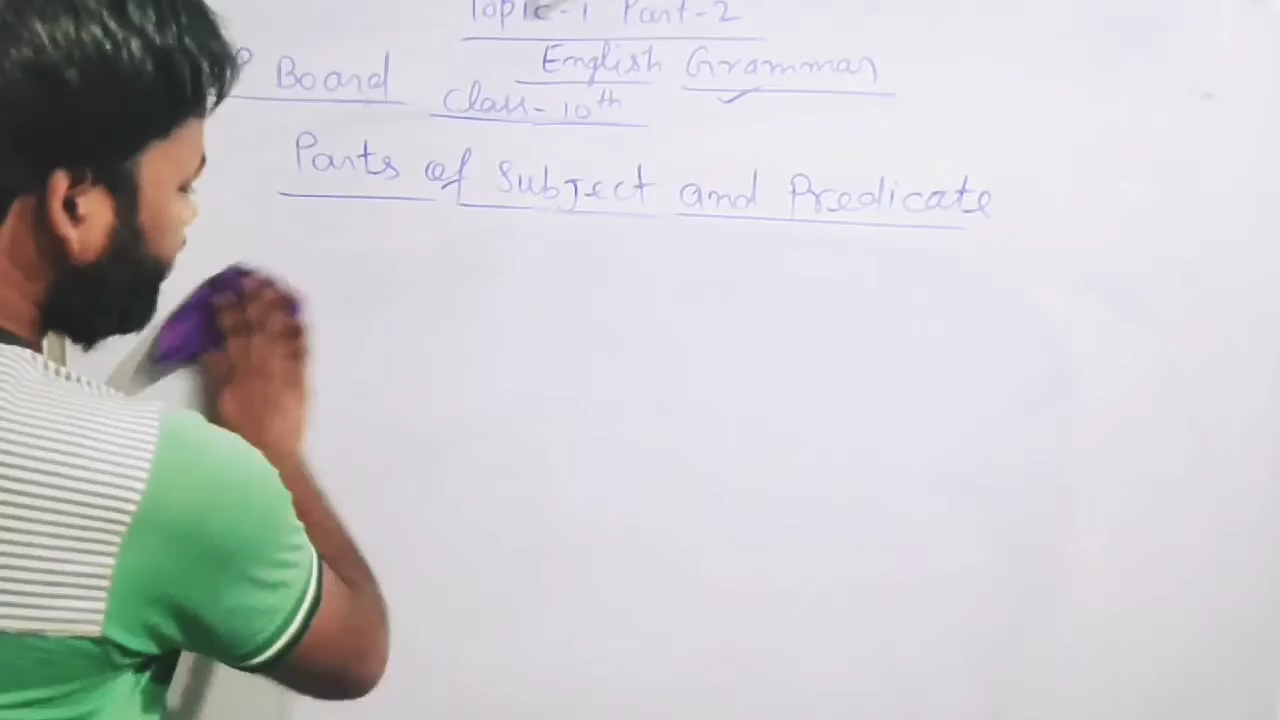 Topic-1 Part-2
English Grammar
Board
Class-10th
Parts of Subject and Predicate